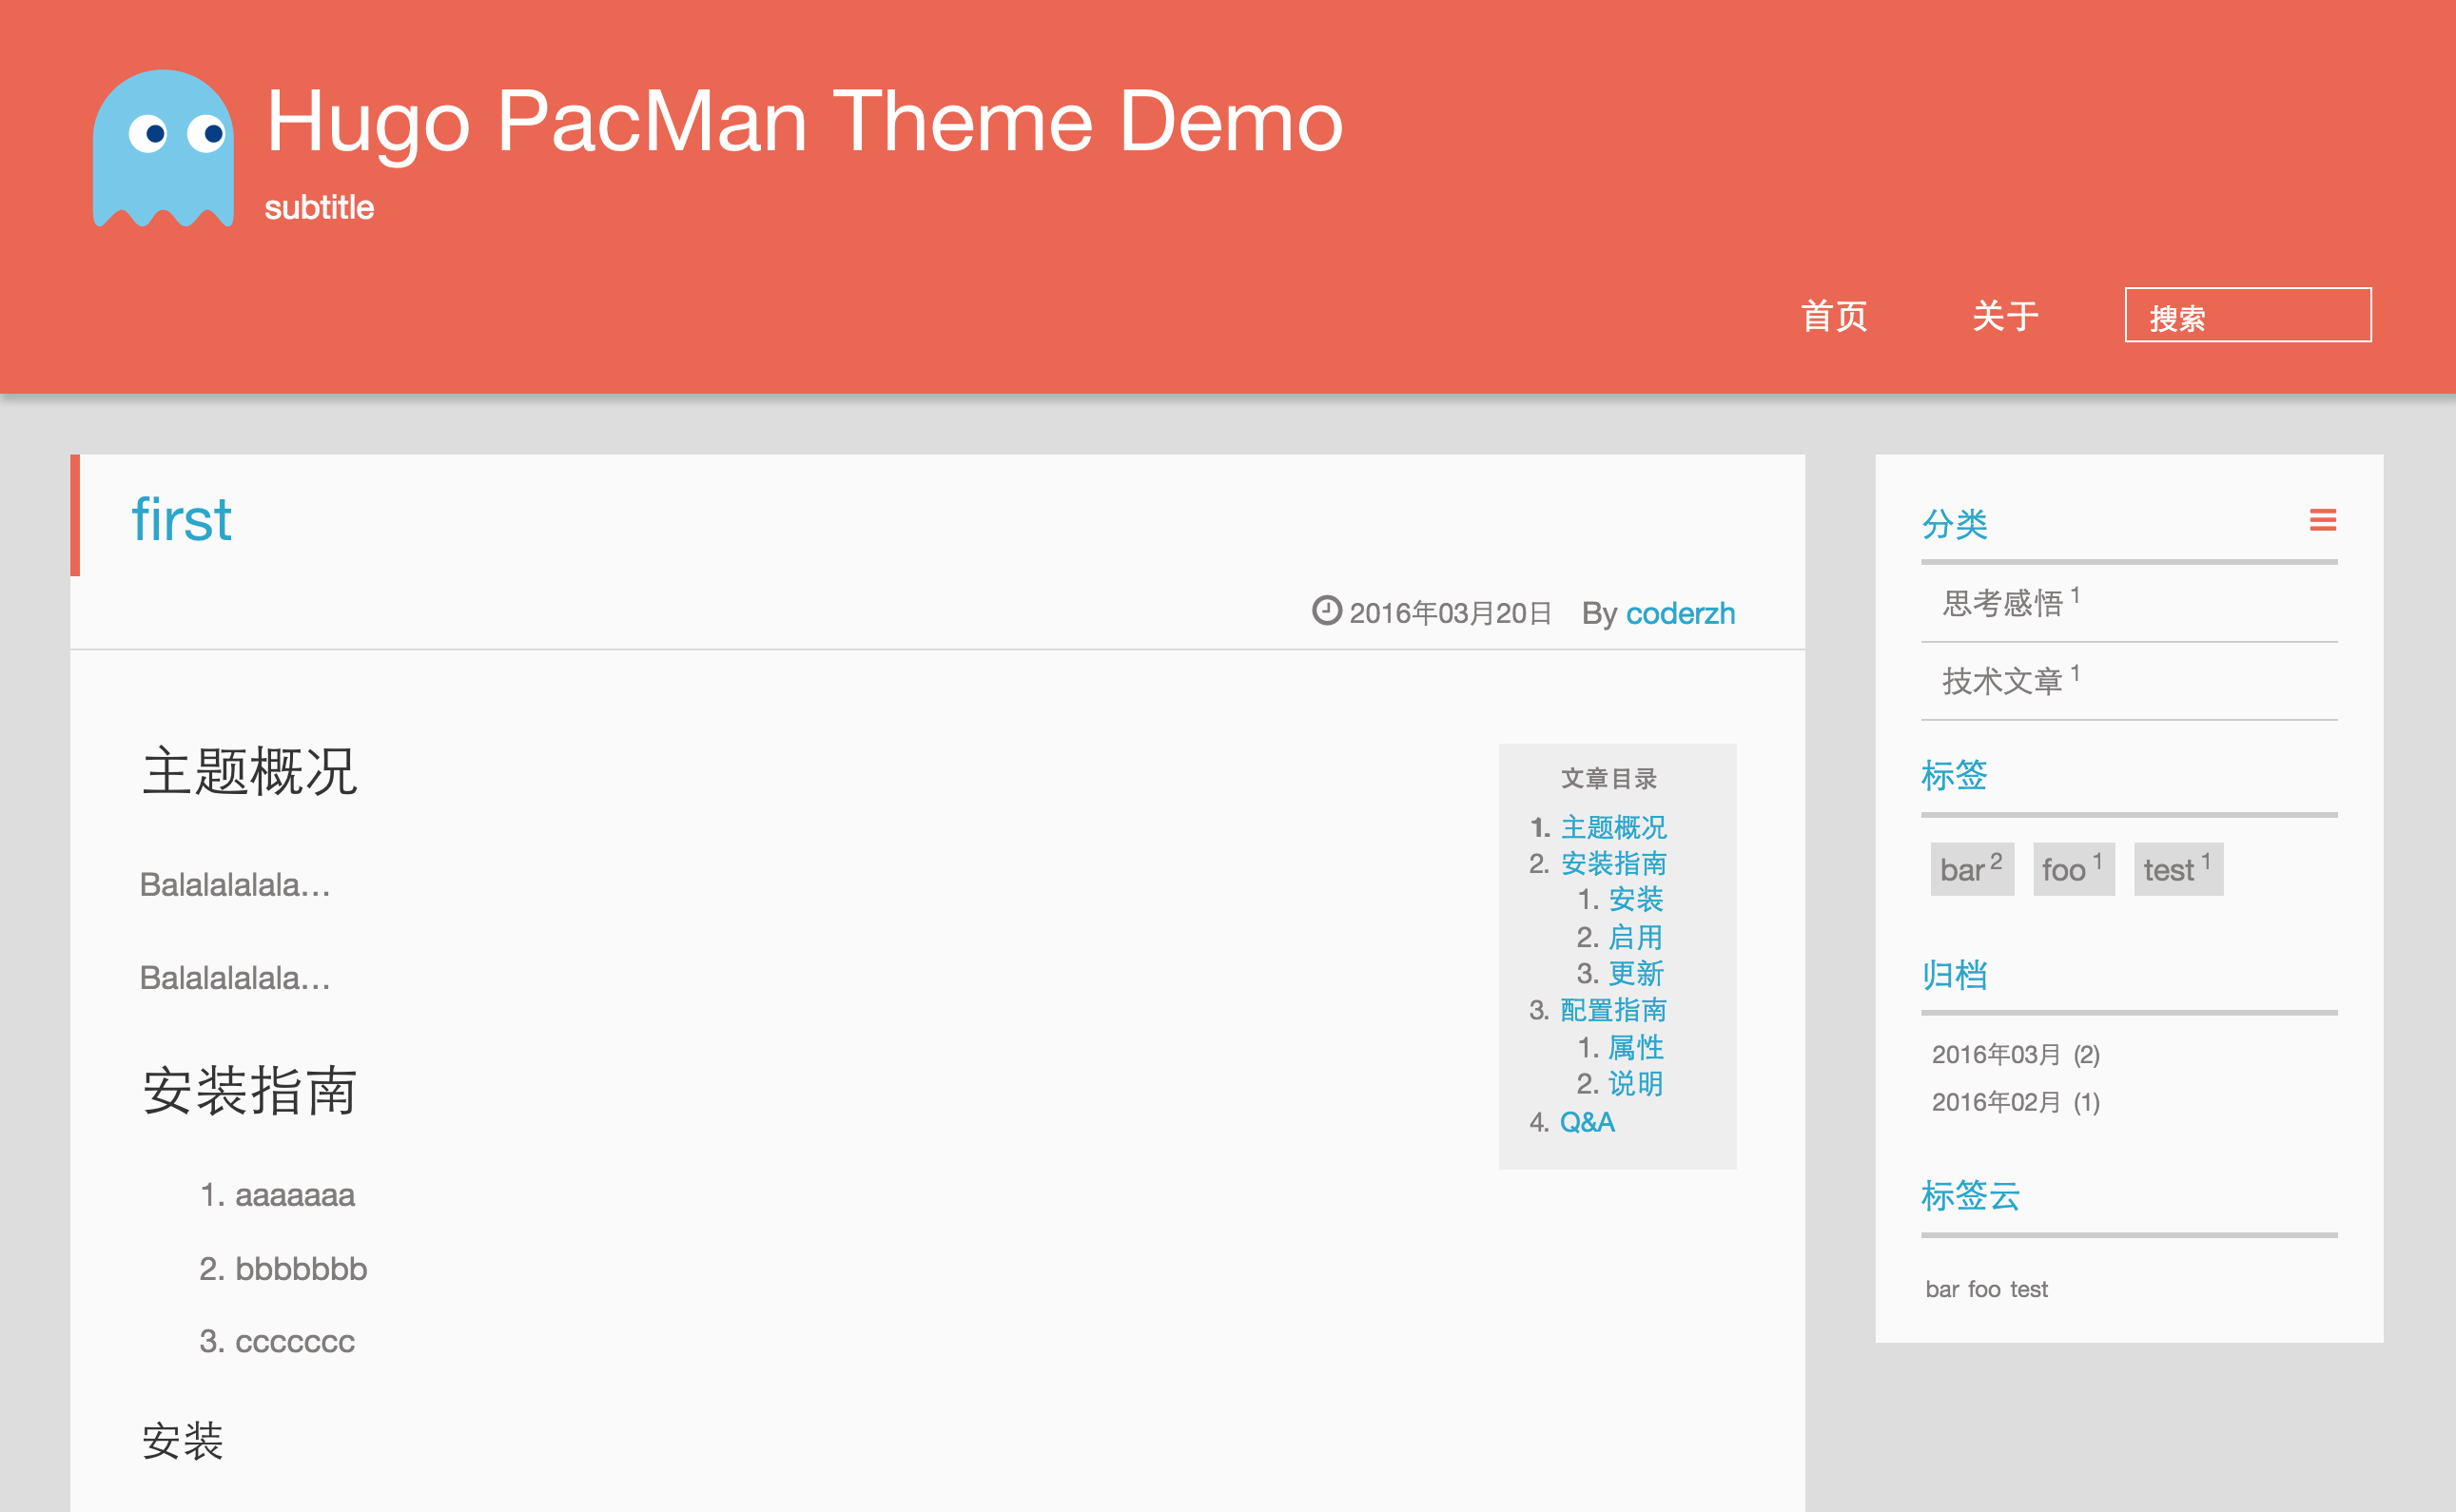 Hugo PacMan Theme Demo
subtitle
首页 关于 搜索
first
2016年03月20日 By coderzh
主题概况
Balalalalala...
Balalalalala...
安装指南
1. aaaaaaa
2. bbbbbbb
3. ccccccc
安装
文章目录
1. 主题概况
2. 安装指南
1. 安装
2. 启用
3. 更新
3. 配置指南
1. 属性
2. 说明
4. Q&A
分类
思考感悟 1
技术文章 1
标签
bar 2 foo 1 test 1
归档
2016年03月 (2)
2016年02月 (1)
标签云
bar foo test